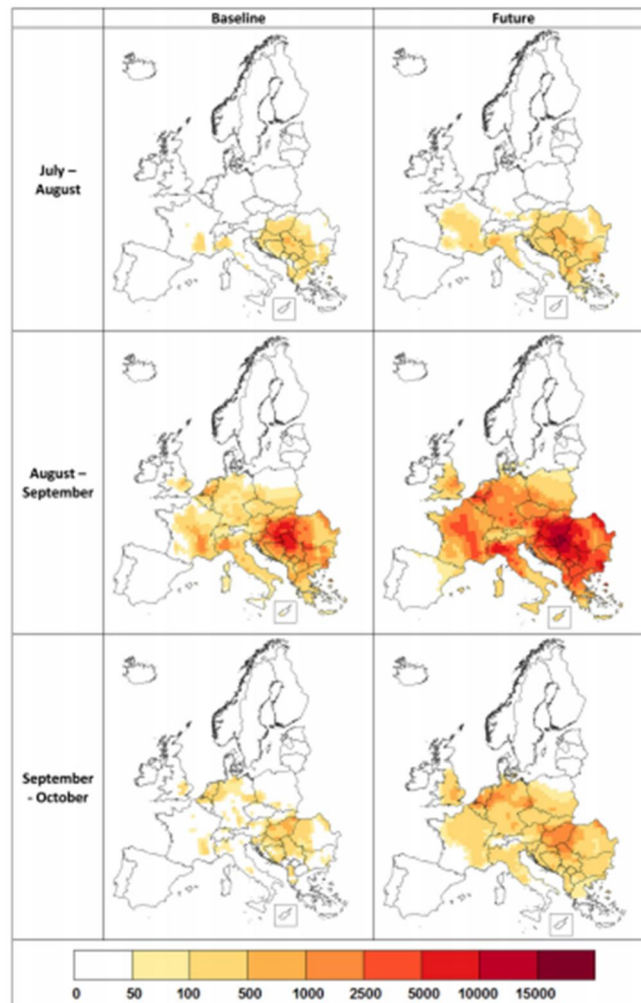 Baseline Future
July –
August
August –
September
September
- October
0 50 100 500 1000 2500 5000 10000 15000